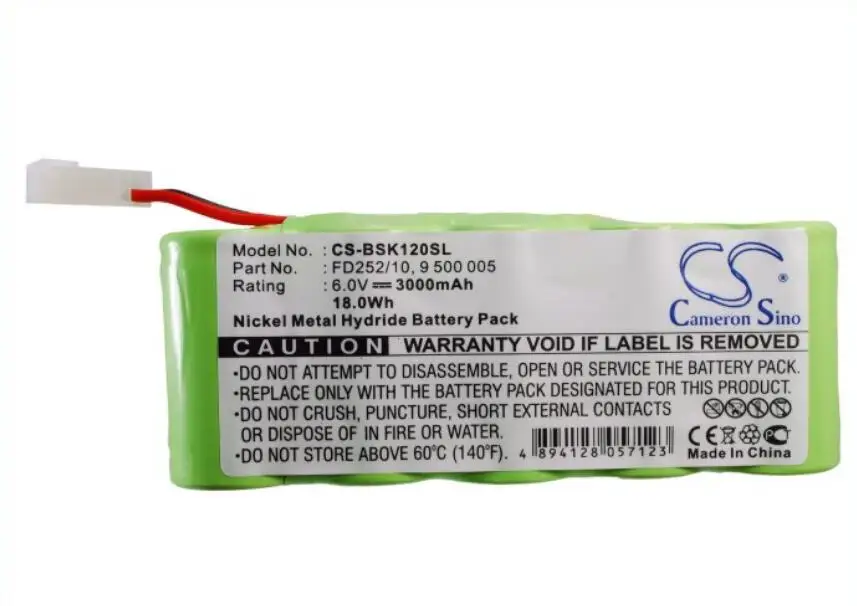 Model No. : CS-BSK120SL
Part No. : FD252/10, 9 500 005
Rating : 6.0V ⎓ 3000mAh
18.0Wh
Nickel Metal Hydride Battery Pack
CS ®
Cameron Sino
CAUTION WARRANTY VOID IF LABEL IS REMOVED
•DO NOT ATTEMPT TO DISASSEMBLE, OPEN OR SERVICE THE BATTERY PACK.
•REPLACE ONLY WITH THE BATTERY PACK DESIGNATED FOR THIS PRODUCT.
•DO NOT CRUSH, PUNCTURE, SHORT EXTERNAL CONTACTS
OR DISPOSE OF IN FIRE OR WATER.
•DO NOT STORE ABOVE 60℃ (140℉).
4 894128 057123
CE
Made In China